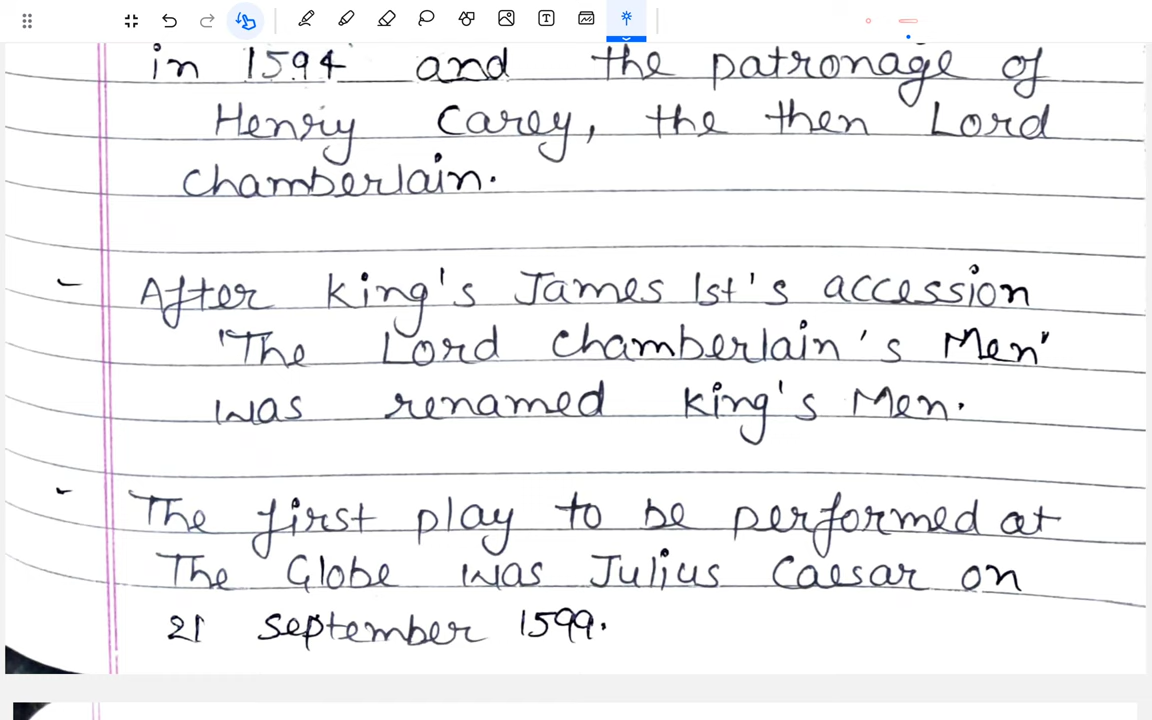 in 1594 and the patronage of
Henry Carey, the then Lord
Chamberlain.
- After King's James 1st's accession
"The Lord Chamberlain's Men"
was renamed King's Men.
- The first play to be performed at
The Globe was Julius Caesar on
21 September 1599.